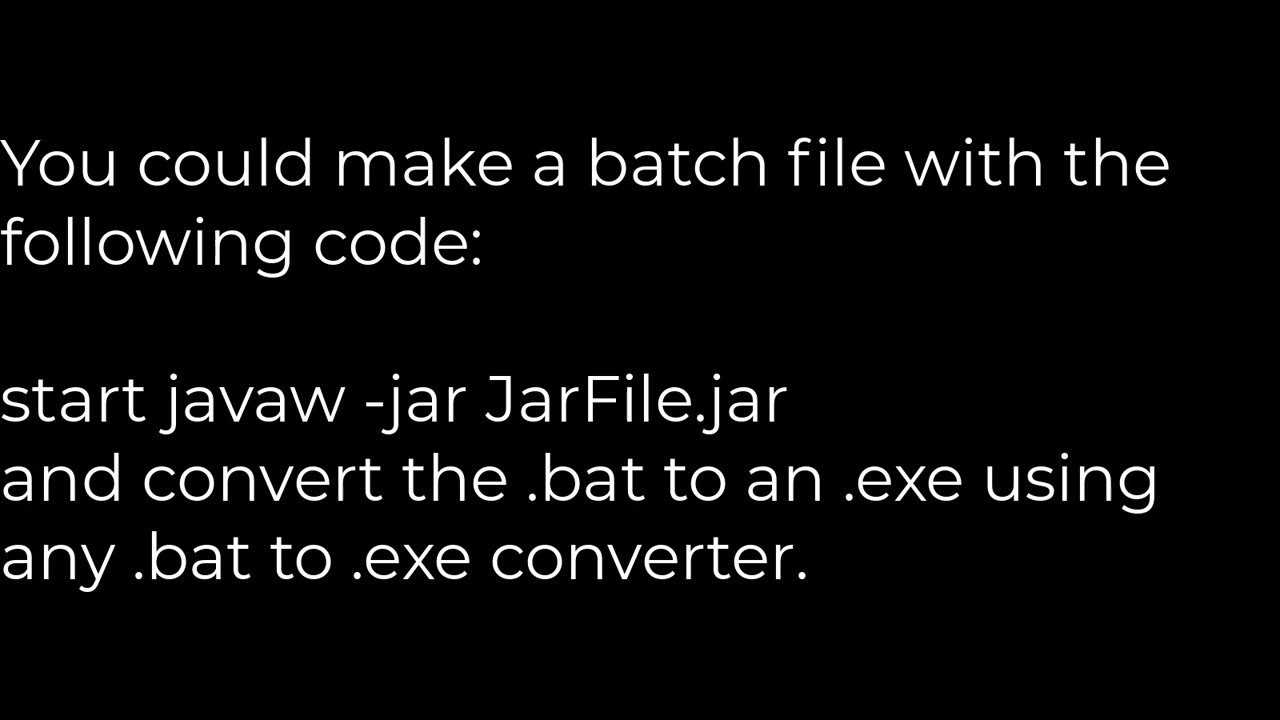 You could make a batch file with the
following code:
start javaw -jar JarFile.jar
and convert the .bat to an .exe using
any .bat to .exe converter.